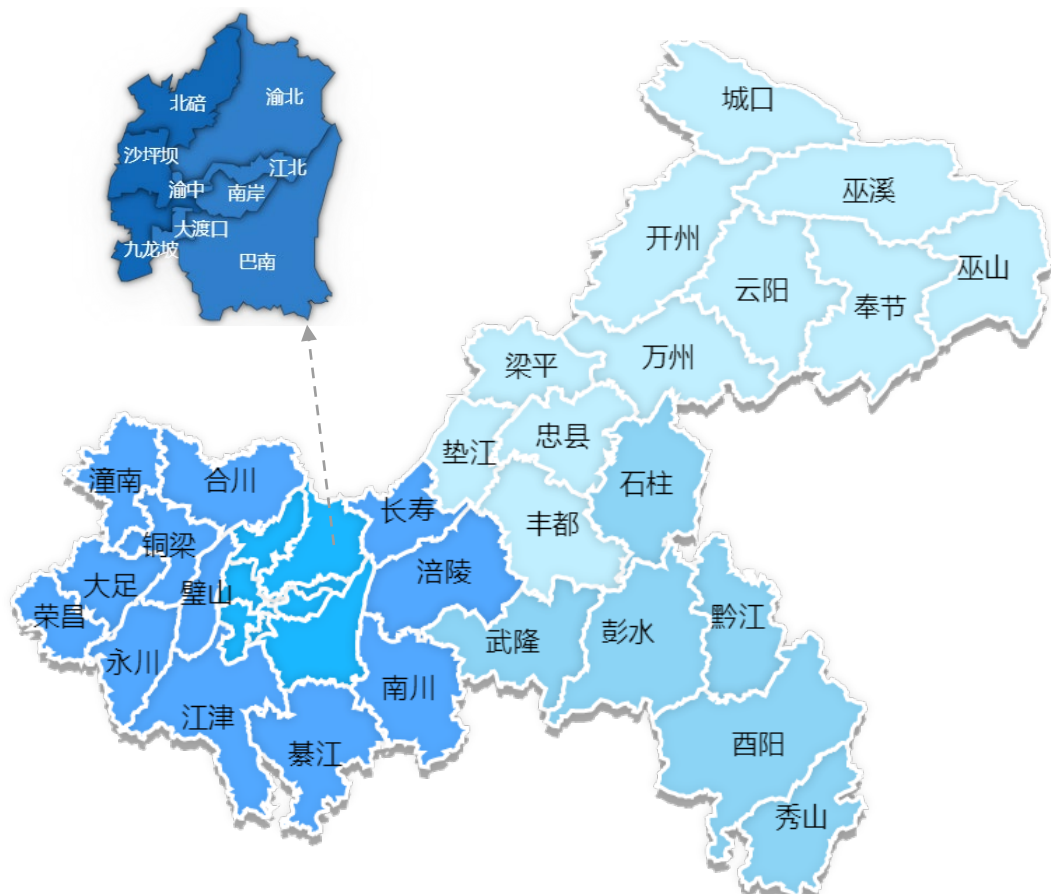 北碚
渝北
沙坪坝
江北
渝中
南岸
大渡口
九龙坡
巴南
城口
巫溪
开州
巫山
云阳
奉节
梁平
万州
忠县
垫江
石柱
潼南
合川
长寿
丰都
铜梁
涪陵
大足
璧山
荣昌
黔江
武隆
彭水
永川
南川
江津
酉阳
綦江
秀山